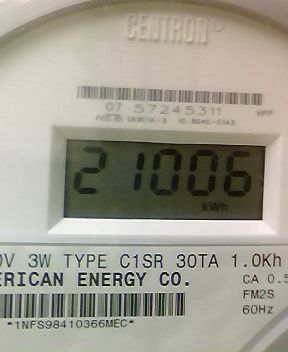 CENTRON®
07 57245311
HPP
21006
kWh
0V 3W TYPE C1SR 30TA 1.0Kh
ERICAN ENERGY CO.
CA 0.5
FM2S
60Hz
*1NFS98410366MEC*